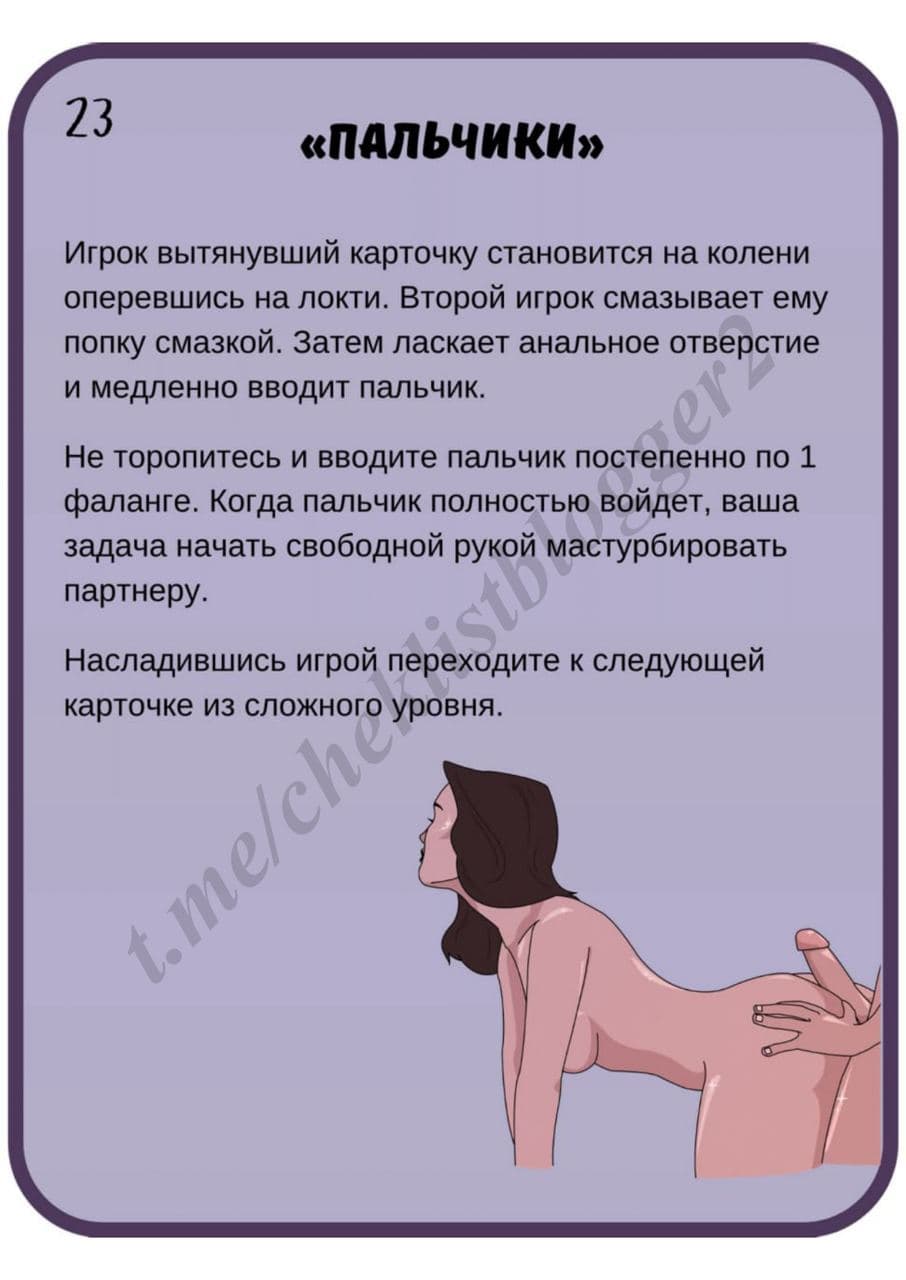 23
«ПАЛЬЧИКИ»
Игрок вытянувший карточку становится на колени
оперевшись на локти. Второй игрок смазывает ему
попку смазкой. Затем ласкает анальное отверстие
и медленно вводит пальчик.
Не торопитесь и вводите пальчик постепенно по 1
фаланге. Когда пальчик полностью войдет, ваша
задача начать свободной рукой мастурбировать
партнеру.
Насладившись игрой переходите к следующей
карточке из сложного уровня.
t.me/cheklistblogger2